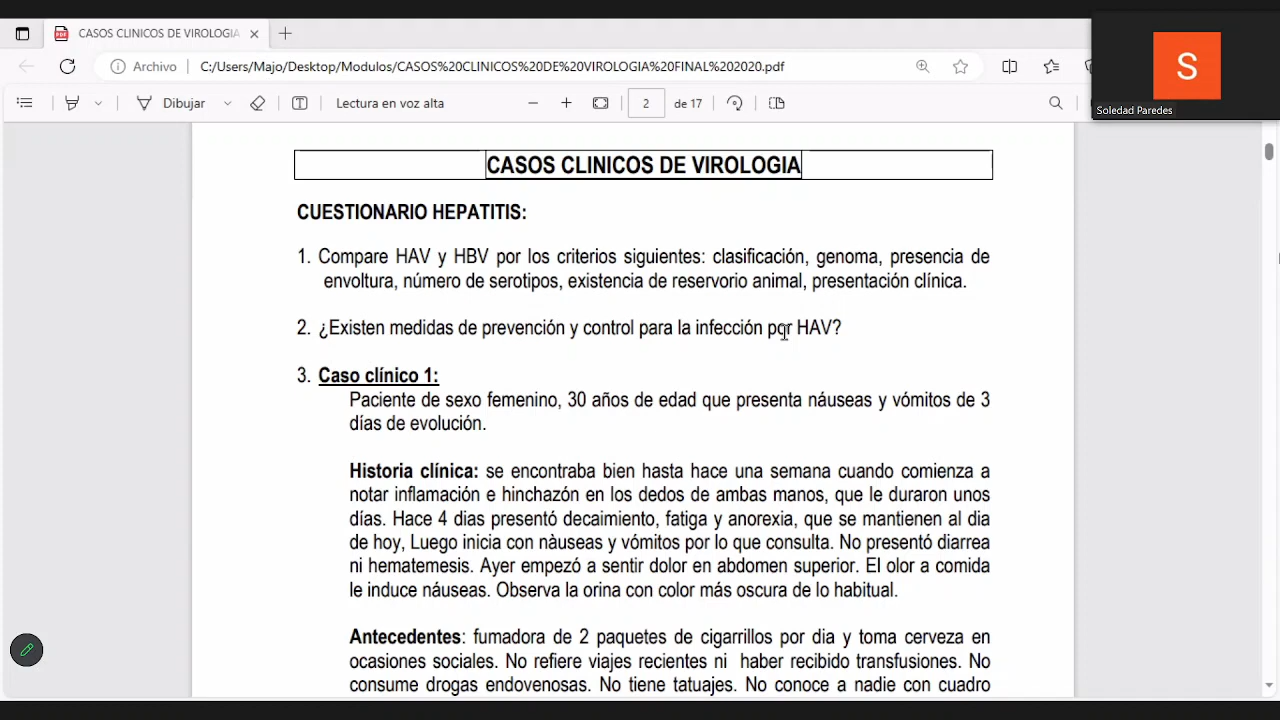 CASOS CLINICOS DE VIROLOGIA
Archivo
C:/Users/Majo/Desktop/Modulos/CASOS%20CLINICOS%20DE%20VIROLOGIA%20FINAL%202020.pdf
S
Soledad Paredes
Dibujar
Lectura en voz alta
2 de 17
CASOS CLINICOS DE VIROLOGIA
CUESTIONARIO HEPATITIS:
1. Compare HAV y HBV por los criterios siguientes: clasificación, genoma, presencia de
envoltura, número de serotipos, existencia de reservorio animal, presentación clínica.
2. ¿Existen medidas de prevención y control para la infección por HAV?
3. Caso clínico 1:
Paciente de sexo femenino, 30 años de edad que presenta náuseas y vómitos de 3
días de evolución.
Historia clínica: se encontraba bien hasta hace una semana cuando comienza a
notar inflamación e hinchazón en los dedos de ambas manos, que le duraron unos
días. Hace 4 dias presentó decaimiento, fatiga y anorexia, que se mantienen al dia
de hoy, Luego inicia con nàuseas y vómitos por lo que consulta. No presentó diarrea
ni hematemesis. Ayer empezó a sentir dolor en abdomen superior. El olor a comida
le induce náuseas. Observa la orina con color más oscura de lo habitual.
Antecedentes: fumadora de 2 paquetes de cigarrillos por dia y toma cerveza en
ocasiones sociales. No refiere viajes recientes ni haber recibido transfusiones. No
consume drogas endovenosas. No tiene tatuajes. No conoce a nadie con cuadro